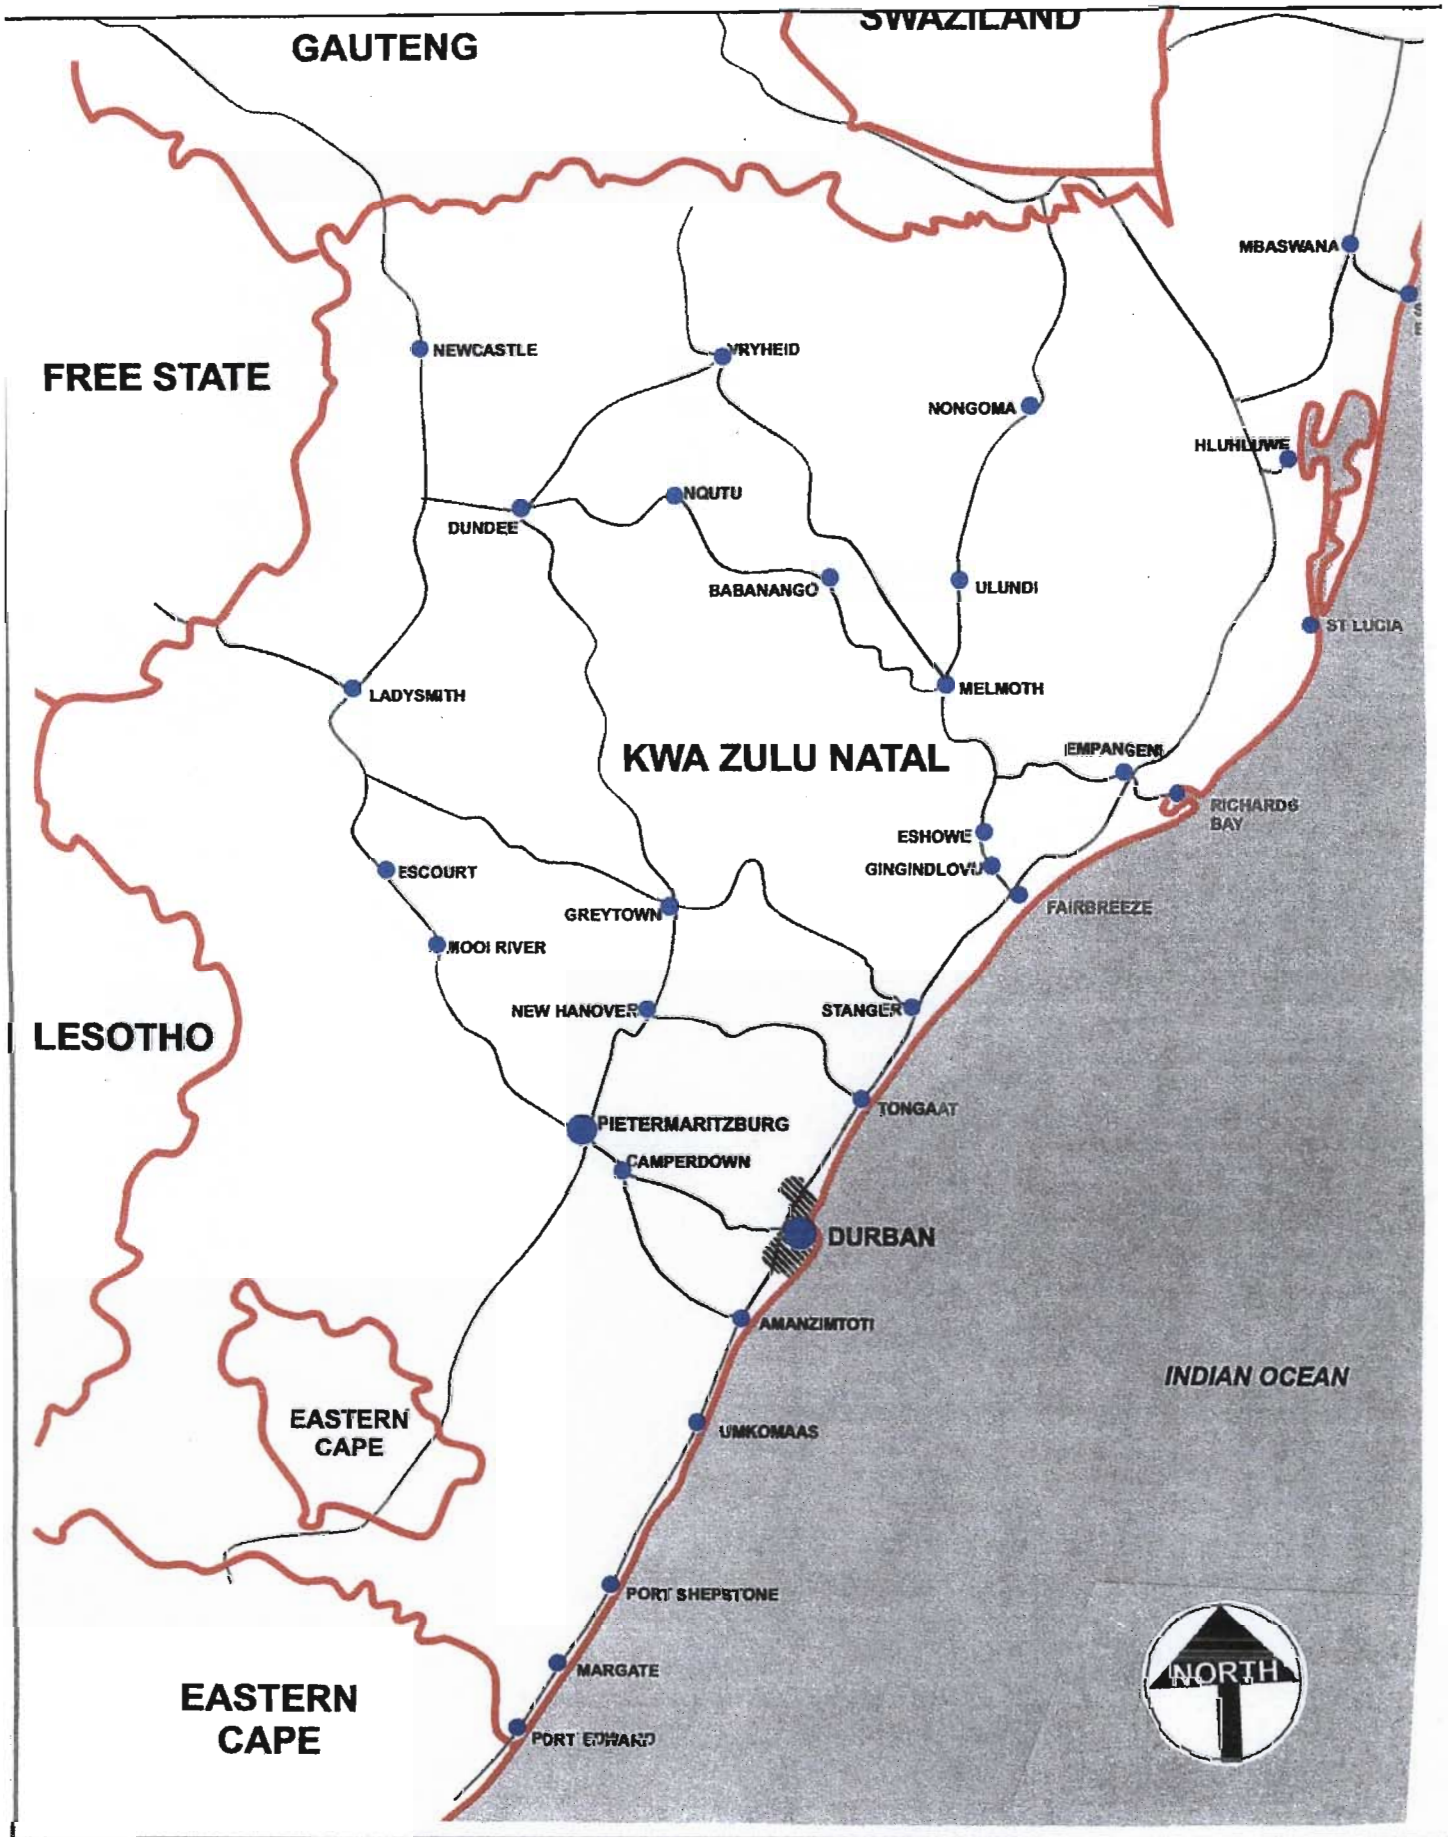 SWAZILAND
GAUTENG
MBASWANA
NEWCASTLE
VRYHEID
FREE STATE
NONGOMA
HLUHLUWE
NQUTU
DUNDEE
BABANANGO
ULUNDI
ST LUCIA
LADYSMITH
MELMOTH
KWA ZULU NATAL
EMPANGENI
RICHARDS
BAY
ESHOWE
GINGINDLOVU
ESCOURT
FAIRBREEZE
GREYTOWN
MOOI RIVER
NEW HANOVER
STANGER
LESOTHO
TONGAAT
PIETERMARITZBURG
CAMPERDOWN
DURBAN
AMANZIMTOTI
INDIAN OCEAN
EASTERN
CAPE
UMKOMAAS
PORT SHEPSTONE
NORTH
MARGATE
EASTERN
CAPE
PORT EDWARD